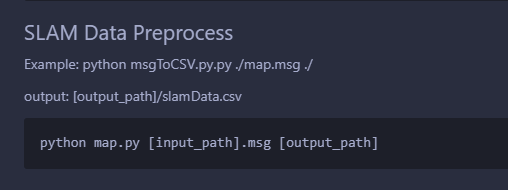 SLAM Data Preprocess
Example: python msgToCSV.py.py ./map.msg ./
output: [output_path]/slamData.csv
python map.py [input_path].msg [output_path]